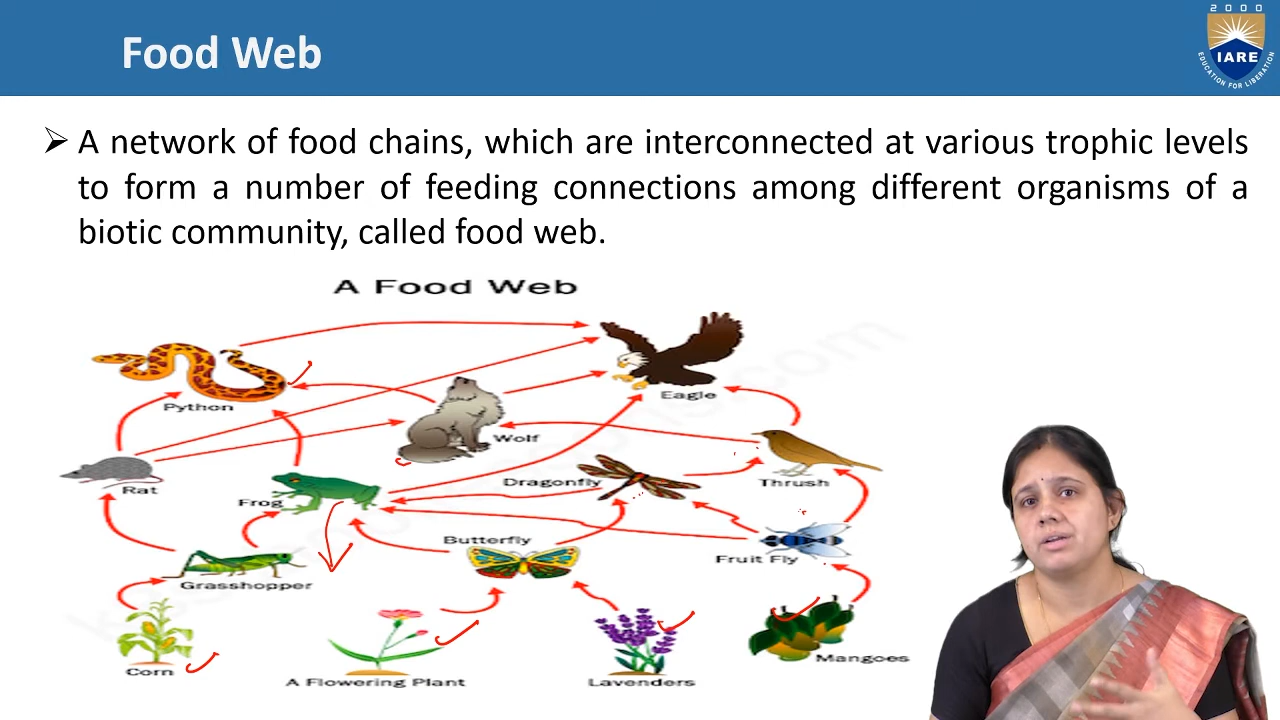 2000
Food Web
IARE
EDUCATION FOR LIBERATION
➢ A network of food chains, which are interconnected at various trophic levels
to form a number of feeding connections among different organisms of a
biotic community, called food web.
A Food Web
Python
Eagle
Wolf
Rat
Frog
Dragonfly
Thrush
Butterfly
Fruit Fly
Grasshopper
Corn
A Flowering Plant
Lavenders
Mangoes